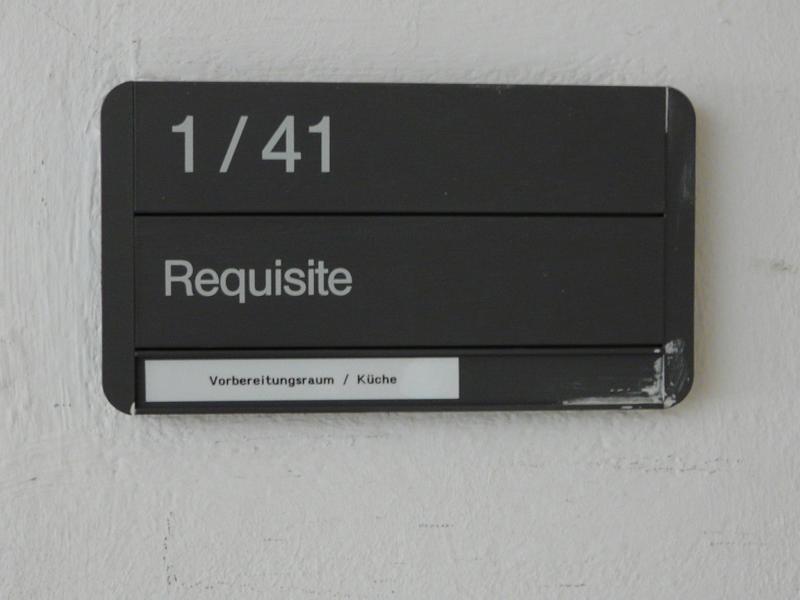 1/41
Requisite
Vorbereitungsraum / Küche